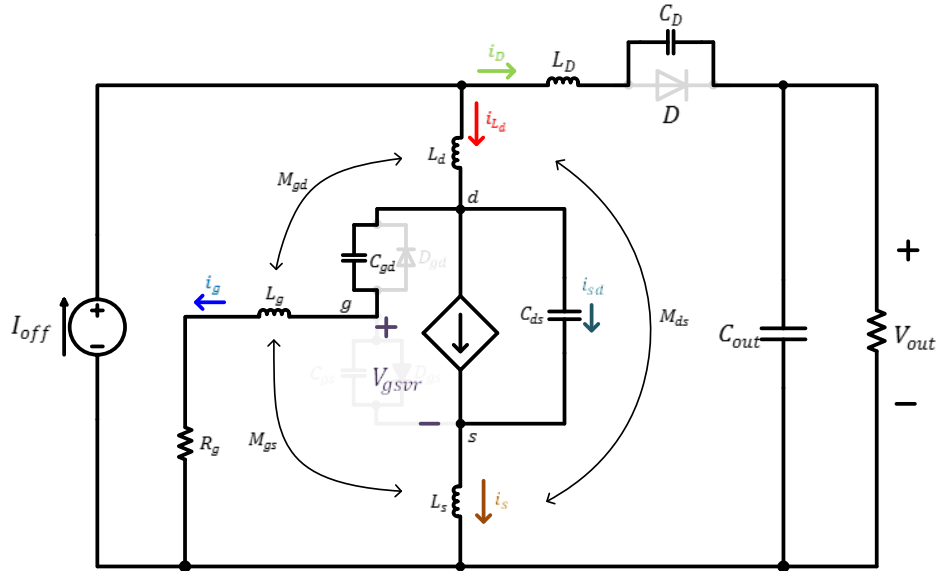 C_D
i_D
L_D
D
i_{L_d}
L_d
M_{gd}
d
C_{gd}
D_{gd}
i_g
L_g
g
+
i_{sd}
C_{ds}
M_{ds}
+
−
I_{off}
C_{gs}
D_{gs}
V_{gsvr}
−
C_{out}
+
V_{out}
−
s
M_{gs}
R_g
L_s
i_s